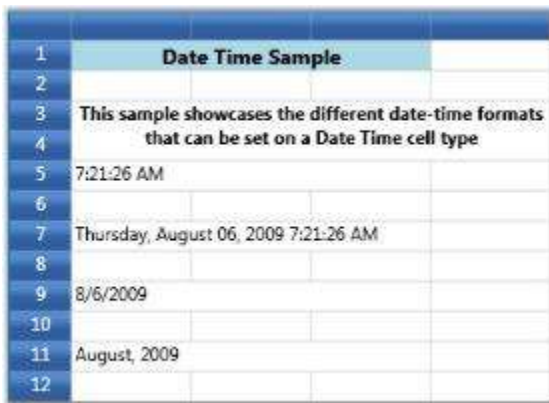 1 Date Time Sample
2
3 This sample showcases the different date-time formats
4 that can be set on a Date Time cell type
5 7:21:26 AM
6
7 Thursday, August 06, 2009 7:21:26 AM
8
9 8/6/2009
10
11 August, 2009
12